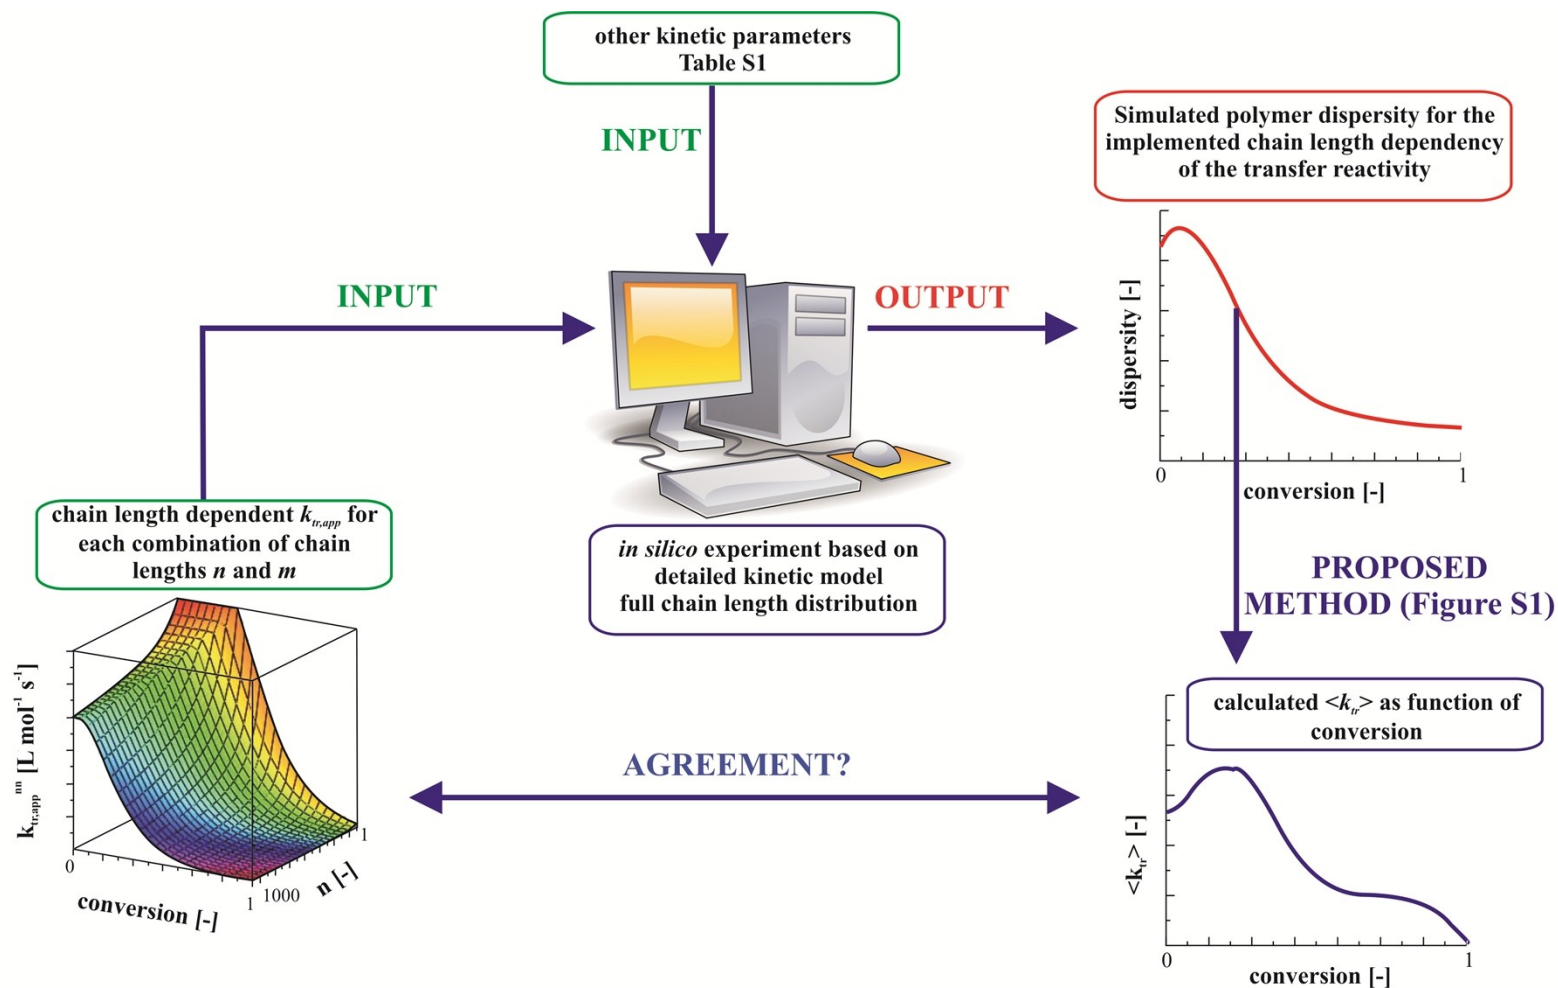 other kinetic parameters
Table S1
INPUT
Simulated polymer dispersity for the
implemented chain length dependency
of the transfer reactivity
INPUT
OUTPUT
dispersity [-]
0
1
conversion [-]
chain length dependent k_tr,app for
each combination of chain
lengths n and m
in silico experiment based on
detailed kinetic model
full chain length distribution
PROPOSED
METHOD (Figure S1)
k_tr,app^nn [L mol⁻¹ s⁻¹]
0
conversion [-]
1
1000
n [-]
1
AGREEMENT?
calculated <k_tr> as function of
conversion
<k_tr> [-]
0
1
conversion [-]